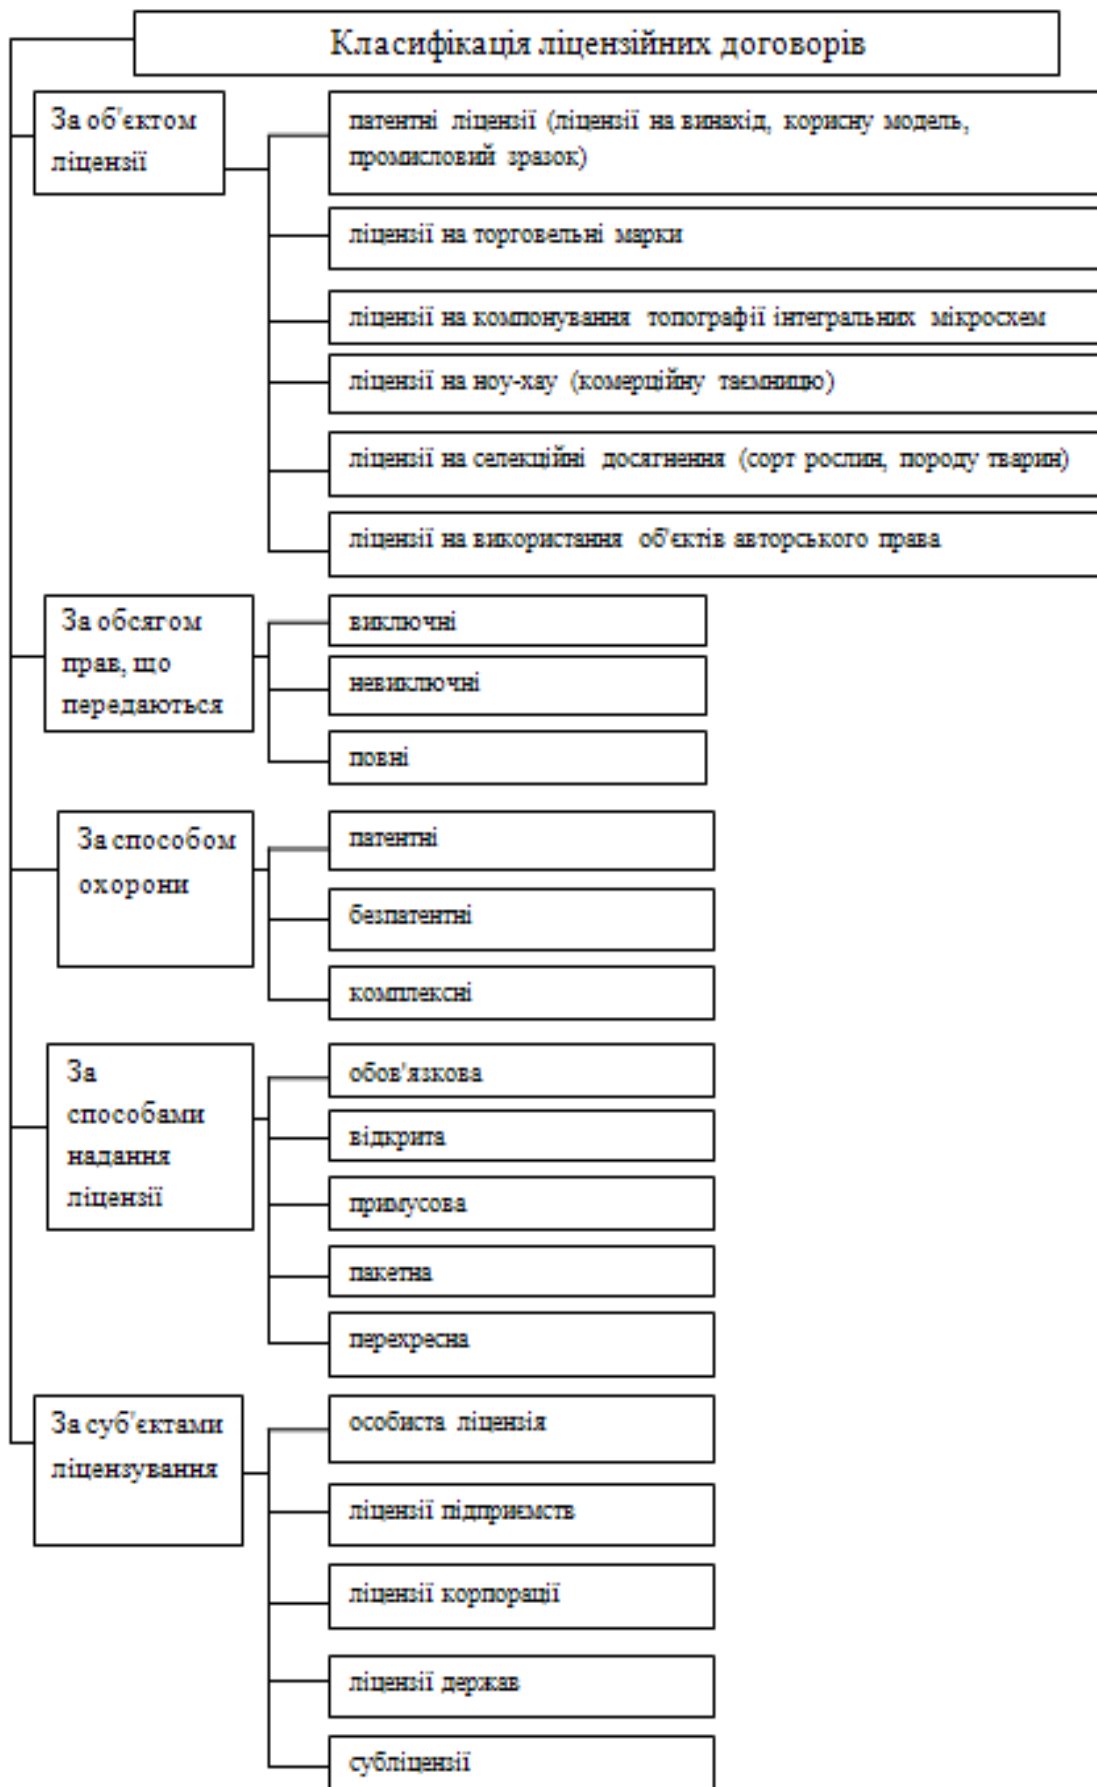 Класифікація ліцензійних договорів
За об'єктом
ліцензії
патентні ліцензії (ліцензії на винахід, корисну модель,
промисловий зразок)
ліцензії на торговельні марки
ліцензії на компонування топографії інтегральних мікросхем
ліцензії на ноу-хау (комерційну таємницю)
ліцензії на селекційні досягнення (сорт рослин, породу тварин)
ліцензії на використання об'єктів авторського права
За обсягом
прав, що
передаються
виключні
невиключні
повні
За способом
охорони
патентні
безпатентні
комплексні
За
способами
надання
ліцензії
обов'язкова
відкрита
примусова
пакетна
перехресна
За суб'єктами
ліцензування
особиста ліцензія
ліцензії підприємств
ліцензії корпорації
ліцензії держав
субліцензії